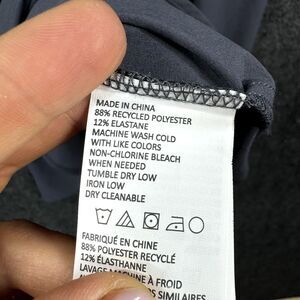 MADE IN CHINA
88% RECYCLED POLYESTER
12% ELASTANE
MACHINE WASH COLD
WITH LIKE COLORS
NON-CHLORINE BLEACH
WHEN NEEDED
TUMBLE DRY LOW
IRON LOW
DRY CLEANABLE
FABRIQUÉ EN CHINE
88% POLYESTER RECYCLÉ
12% ÉLASTHANNE
LAVAGE MACHINE À FROID
SIMILAIRES